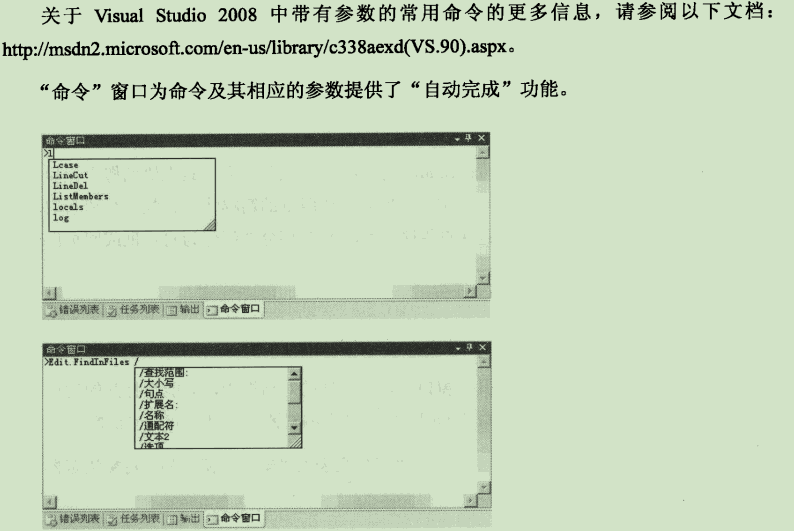 关于 Visual Studio 2008 中带有参数的常用命令的更多信息，请参阅以下文档：
http://msdn2.microsoft.com/en-us/library/c338aexd(VS.90).aspx。
“命令”窗口为命令及其相应的参数提供了“自动完成”功能。
命令窗口
>l
Lcase
LineCut
LineDel
ListMembers
locals
log
错误列表 任务列表 输出 命令窗口
命令窗口
>Edit.FindInFiles /
/查找范围:
/大小写
/句点
/扩展名:
/名称
/通配符
/文本2
/选项
错误列表 任务列表 输出 命令窗口